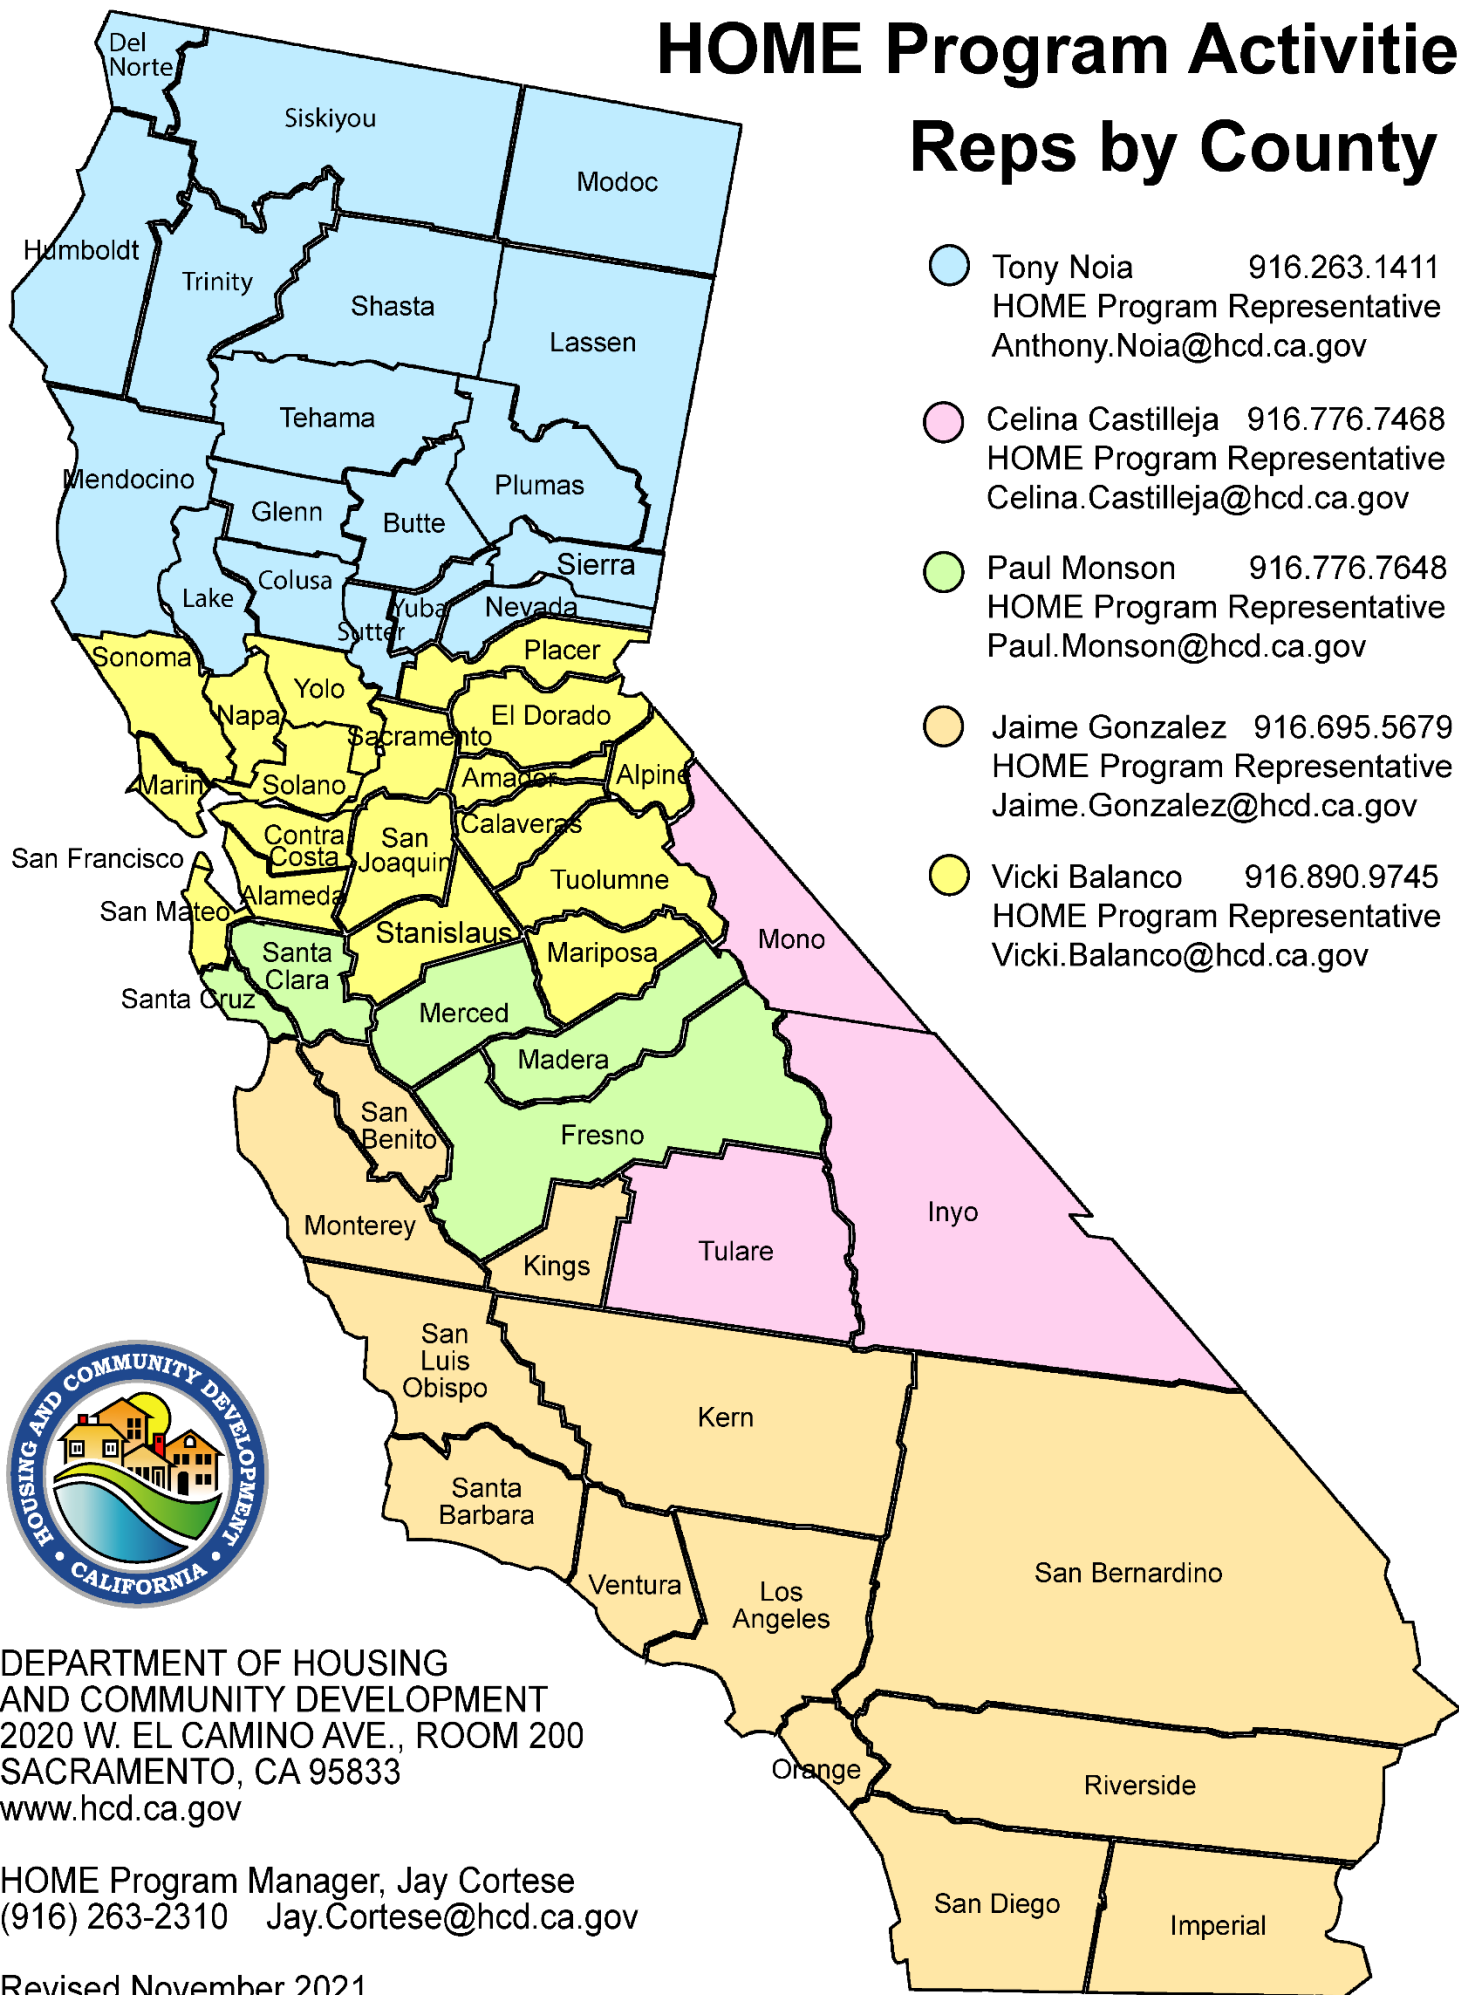 HOME Program Activitie
Reps by County
Tony Noia 916.263.1411
HOME Program Representative
Anthony.Noia@hcd.ca.gov
Celina Castilleja 916.776.7468
HOME Program Representative
Celina.Castilleja@hcd.ca.gov
Paul Monson 916.776.7648
HOME Program Representative
Paul.Monson@hcd.ca.gov
Jaime Gonzalez 916.695.5679
HOME Program Representative
Jaime.Gonzalez@hcd.ca.gov
Vicki Balanco 916.890.9745
HOME Program Representative
Vicki.Balanco@hcd.ca.gov
Del
Norte
Siskiyou
Modoc
Humboldt
Trinity
Shasta
Lassen
Tehama
Mendocino
Glenn
Butte
Plumas
Lake
Colusa
Sutter
Yuba
Nevada
Sierra
Sonoma
Napa
Yolo
Placer
El Dorado
Sacramento
Marin
Solano
Amador
Alpine
Calaveras
Contra
Costa
San
Joaquin
San Francisco
Alameda
Tuolumne
San Mateo
Stanislaus
Mariposa
Mono
Santa
Clara
Santa Cruz
Merced
Madera
San
Benito
Fresno
Monterey
Kings
Tulare
Inyo
San
Luis
Obispo
Kern
Santa
Barbara
Ventura
Los
Angeles
San Bernardino
Orange
Riverside
San Diego
Imperial
HOUSING AND COMMUNITY DEVELOPMENT
• CALIFORNIA •
DEPARTMENT OF HOUSING
AND COMMUNITY DEVELOPMENT
2020 W. EL CAMINO AVE., ROOM 200
SACRAMENTO, CA 95833
www.hcd.ca.gov
HOME Program Manager, Jay Cortese
(916) 263-2310 Jay.Cortese@hcd.ca.gov
Revised November 2021